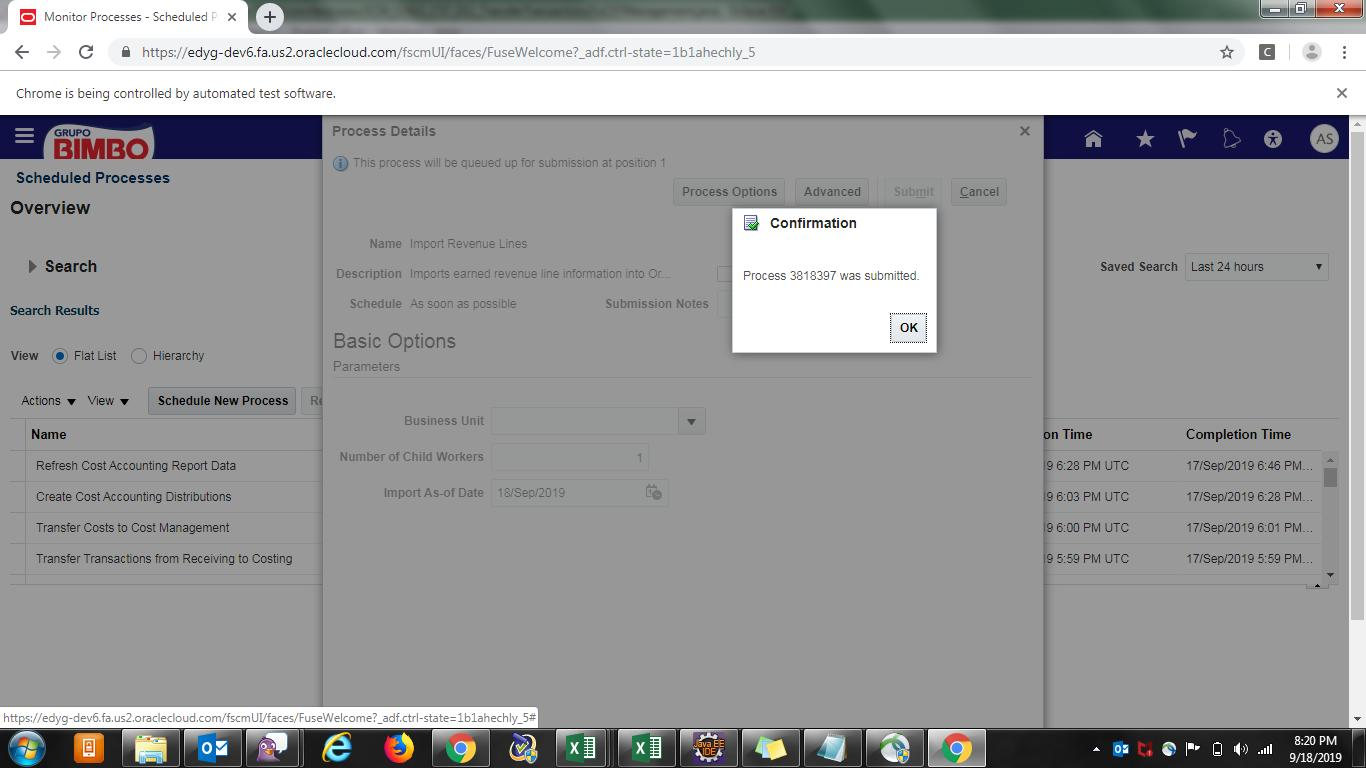 Monitor Processes - Scheduled P
https://edyg-dev6.fa.us2.oraclecloud.com/fscmUI/faces/FuseWelcome?_adf.ctrl-state=1b1ahechly_5
C
Chrome is being controlled by automated test software.
GRUPO
BIMBO
AS
Scheduled Processes
Overview
Search
Saved Search Last 24 hours
Search Results
View Flat List Hierarchy
Actions View Schedule New Process Re
Name on Time Completion Time
Refresh Cost Accounting Report Data 9 6:28 PM UTC 17/Sep/2019 6:46 PM...
Create Cost Accounting Distributions 9 6:03 PM UTC 17/Sep/2019 6:28 PM...
Transfer Costs to Cost Management 9 6:00 PM UTC 17/Sep/2019 6:01 PM...
Transfer Transactions from Receiving to Costing 9 5:59 PM UTC 17/Sep/2019 5:59 PM...
Process Details
This process will be queued up for submission at position 1
Process Options Advanced Submit Cancel
Name Import Revenue Lines
Description Imports earned revenue line information into Or...
Schedule As soon as possible Submission Notes
Basic Options
Parameters
Business Unit
Number of Child Workers 1
Import As-of Date 18/Sep/2019
Confirmation
Process 3818397 was submitted.
OK
https://edyg-dev6.fa.us2.oraclecloud.com/fscmUI/faces/FuseWelcome?_adf.ctrl-state=1b1ahechly_5#
Java EE
IDE
8:20 PM
9/18/2019